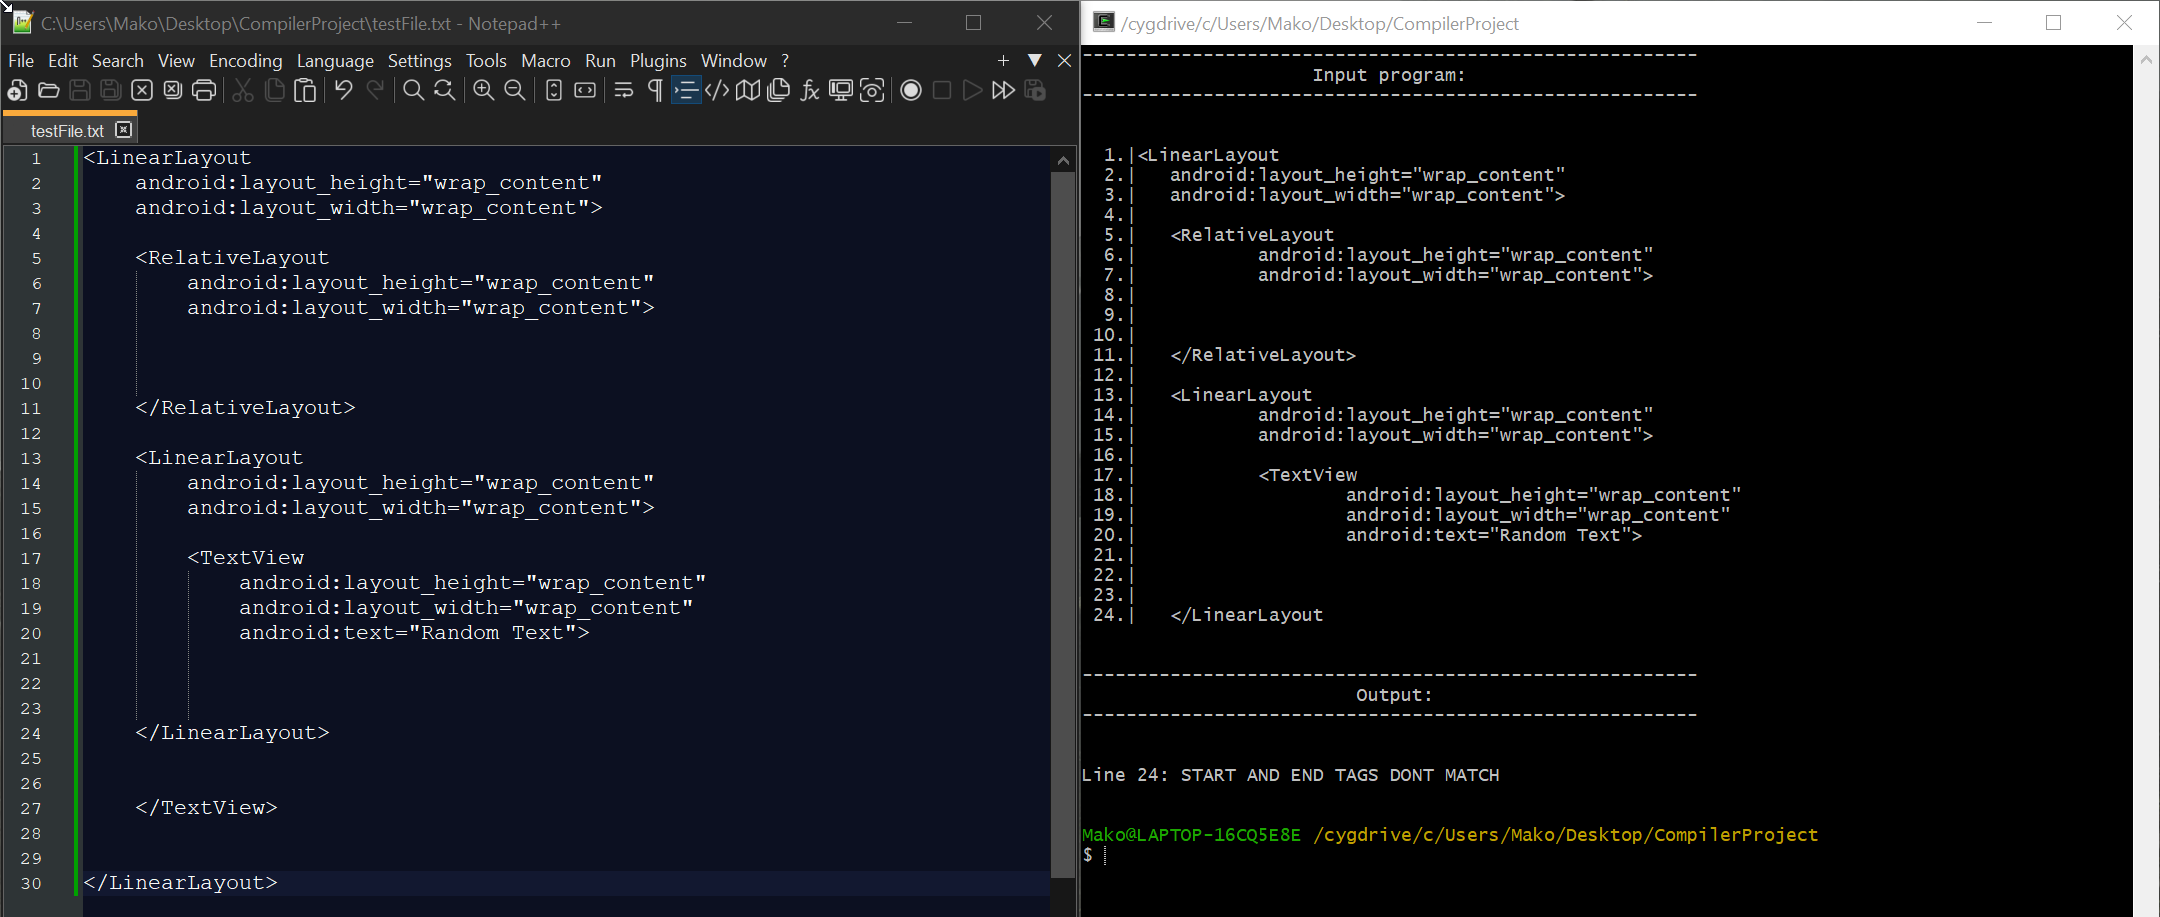 C:\Users\Mako\Desktop\CompilerProject\testFile.txt - Notepad++
File Edit Search View Encoding Language Settings Tools Macro Run Plugins Window ?
testFile.txt
1 <LinearLayout
2 android:layout_height="wrap_content"
3 android:layout_width="wrap_content">
4
5 <RelativeLayout
6 android:layout_height="wrap_content"
7 android:layout_width="wrap_content">
8
9
10
11 </RelativeLayout>
12
13 <LinearLayout
14 android:layout_height="wrap_content"
15 android:layout_width="wrap_content">
16
17 <TextView
18 android:layout_height="wrap_content"
19 android:layout_width="wrap_content"
20 android:text="Random Text">
21
22
23
24 </LinearLayout>
25
26
27 </TextView>
28
29
30 </LinearLayout>
/cygdrive/c/Users/Mako/Desktop/CompilerProject
--------------------------------------------------------
Input program:
--------------------------------------------------------
1.|<LinearLayout
2.| android:layout_height="wrap_content"
3.| android:layout_width="wrap_content">
4.|
5.| <RelativeLayout
6.| android:layout_height="wrap_content"
7.| android:layout_width="wrap_content">
8.|
9.|
10.|
11.| </RelativeLayout>
12.|
13.| <LinearLayout
14.| android:layout_height="wrap_content"
15.| android:layout_width="wrap_content">
16.|
17.| <TextView
18.| android:layout_height="wrap_content"
19.| android:layout_width="wrap_content"
20.| android:text="Random Text">
21.|
22.|
23.|
24.| </LinearLayout
--------------------------------------------------------
Output:
--------------------------------------------------------
Line 24: START AND END TAGS DONT MATCH
Mako@LAPTOP-16CQ5E8E /cygdrive/c/Users/Mako/Desktop/CompilerProject
$